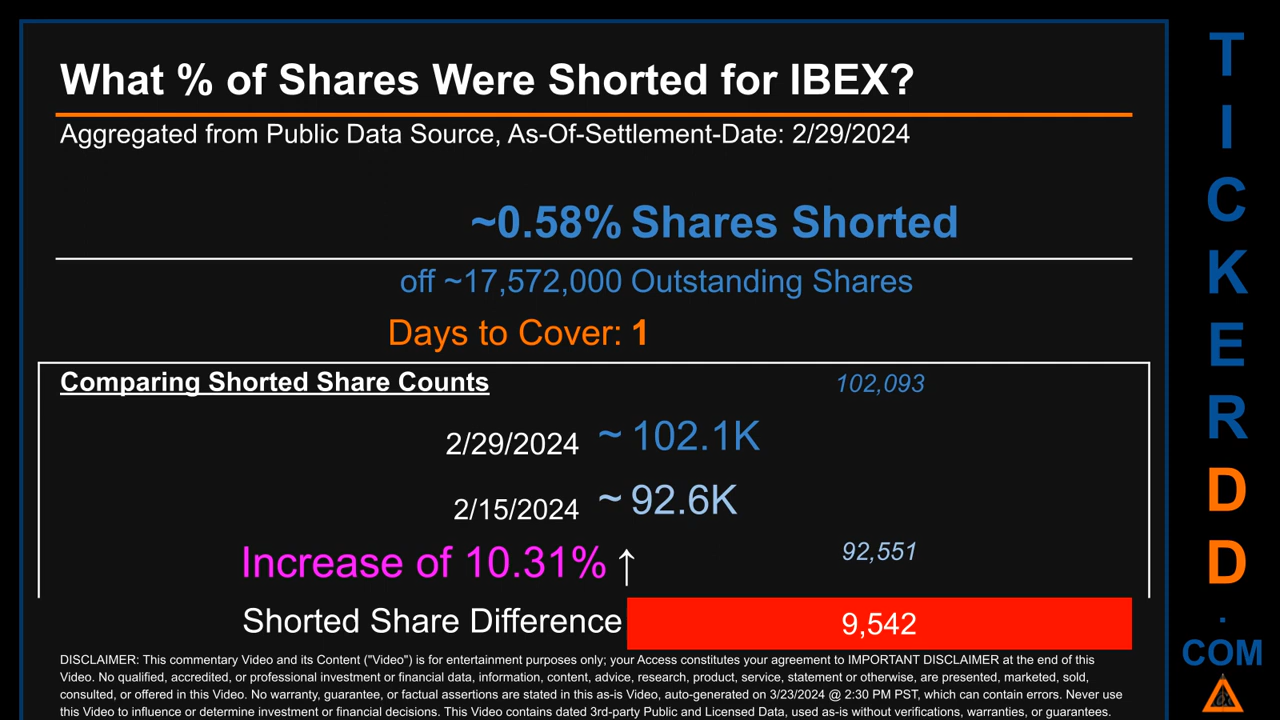 What % of Shares Were Shorted for IBEX?
Aggregated from Public Data Source, As-Of-Settlement-Date: 2/29/2024
~0.58% Shares Shorted
off ~17,572,000 Outstanding Shares
Days to Cover: 1
Comparing Shorted Share Counts
102,093
2/29/2024 ~ 102.1K
2/15/2024 ~ 92.6K
Increase of 10.31% ↑
92,551
Shorted Share Difference 9,542
DISCLAIMER: This commentary Video and its Content ("Video") is for entertainment purposes only; your Access constitutes your agreement to IMPORTANT DISCLAIMER at the end of this
Video. No qualified, accredited, or professional investment or financial data, information, content, advice, research, product, service, statement or otherwise, are presented, marketed, sold,
consulted, or offered in this Video. No warranty, guarantee, or factual assertions are stated in this as-is Video, auto-generated on 3/23/2024 @ 2:30 PM PST, which can contain errors. Never use
this Video to influence or determine investment or financial decisions. This Video contains dated 3rd-party Public and Licensed Data, used as-is without verifications, warranties, or guarantees.
T
I
C
K
E
R
D
D
.
COM